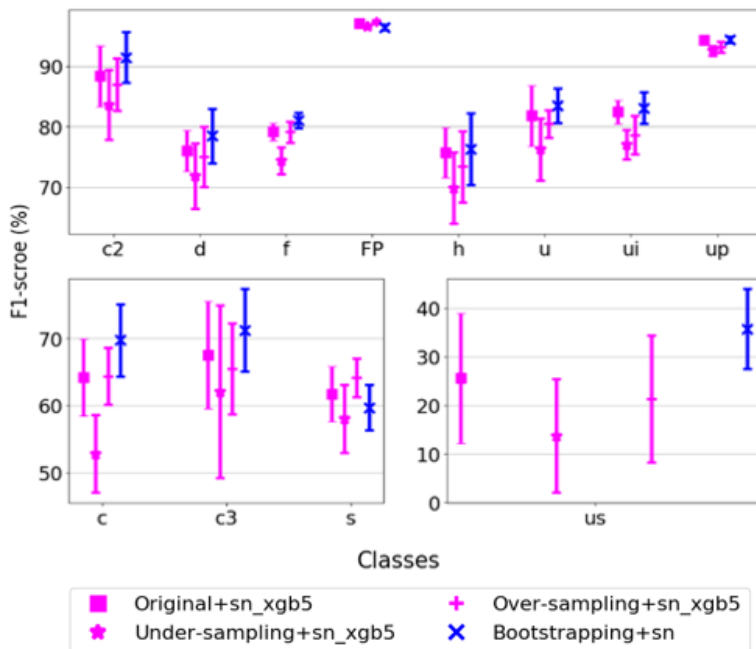 90
80
70
c2 d f FP h u ui up
F1-scroe (%)
70
60
50
c c3 s
40
30
20
10
0
us
Classes
Original+sn_xgb5
Over-sampling+sn_xgb5
Under-sampling+sn_xgb5
Bootstrapping+sn